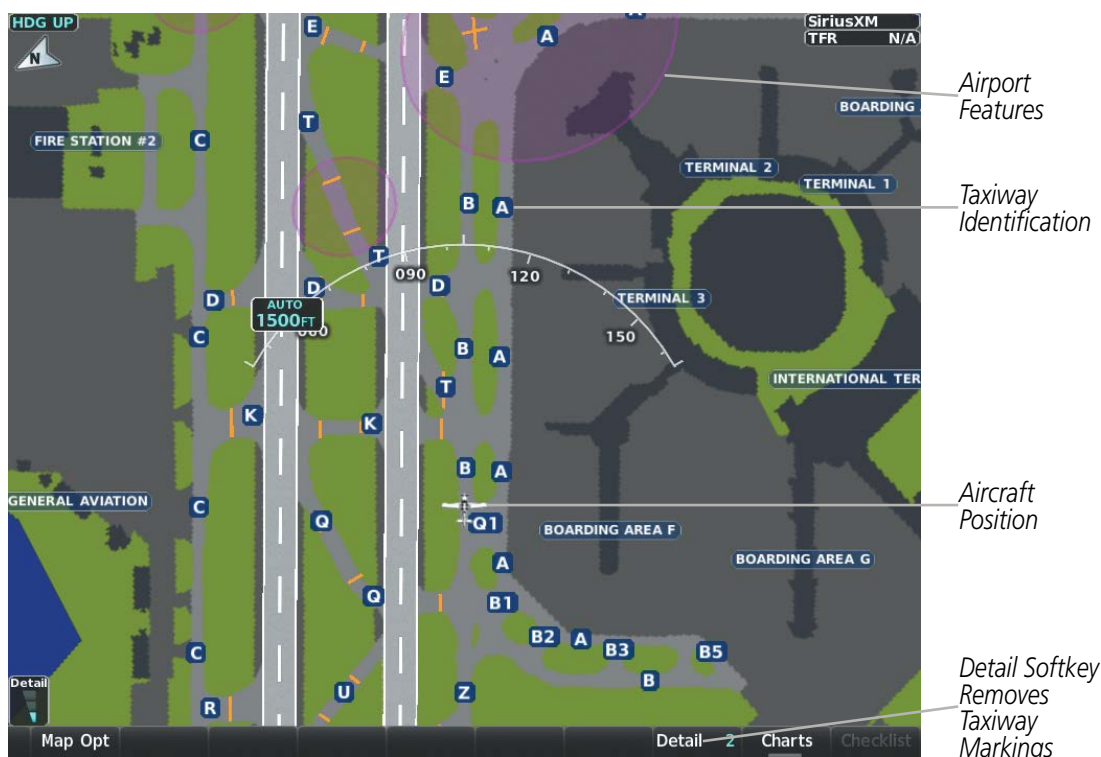 HDG UP
N
SiriusXM
TFR N/A
E
A
E
Airport
Features
BOARDING
T
C
FIRE STATION #2
TERMINAL 2
TERMINAL 1
B
A
Taxiway
Identification
T
090
120
D
D
D
AUTO
1500FT
TERMINAL 3
C
150
B
A
INTERNATIONAL TER
T
K
K
B
A
GENERAL AVIATION
C
Q
Q1
Aircraft
Position
BOARDING AREA F
A
BOARDING AREA G
Q
B1
B2
A
B3
B5
C
B
Detail
R
U
Z
Detail Softkey
Removes
Taxiway
Markings
Map Opt
Detail 2
Charts
Checklist